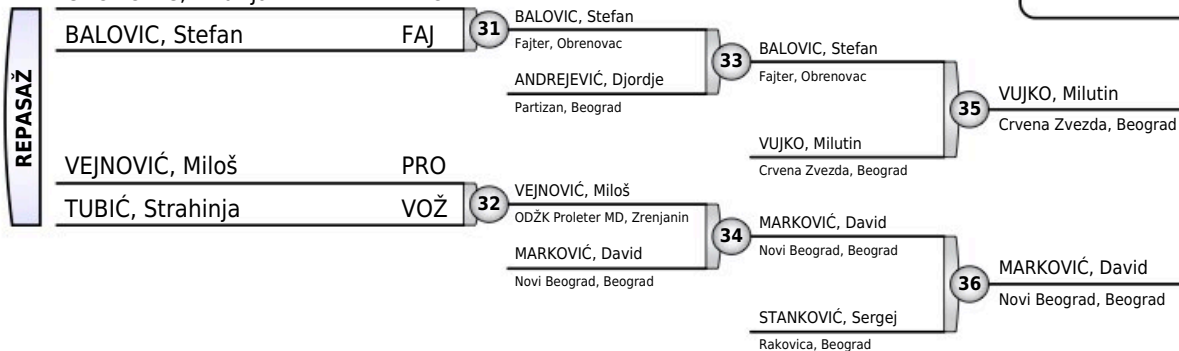 REPASAŽ
BALOVIC, Stefan FAJ
31
BALOVIC, Stefan
Fajter, Obrenovac
ANDREJEVIĆ, Djordje
Partizan, Beograd
33
BALOVIC, Stefan
Fajter, Obrenovac
VUJKO, Milutin
Crvena Zvezda, Beograd
35
VUJKO, Milutin
Crvena Zvezda, Beograd
VEJNOVIĆ, Miloš PRO
TUBIĆ, Strahinja VOŽ
32
VEJNOVIĆ, Miloš
ODŽK Proleter MD, Zrenjanin
MARKOVIĆ, David
Novi Beograd, Beograd
34
MARKOVIĆ, David
Novi Beograd, Beograd
STANKOVIĆ, Sergej
Rakovica, Beograd
36
MARKOVIĆ, David
Novi Beograd, Beograd